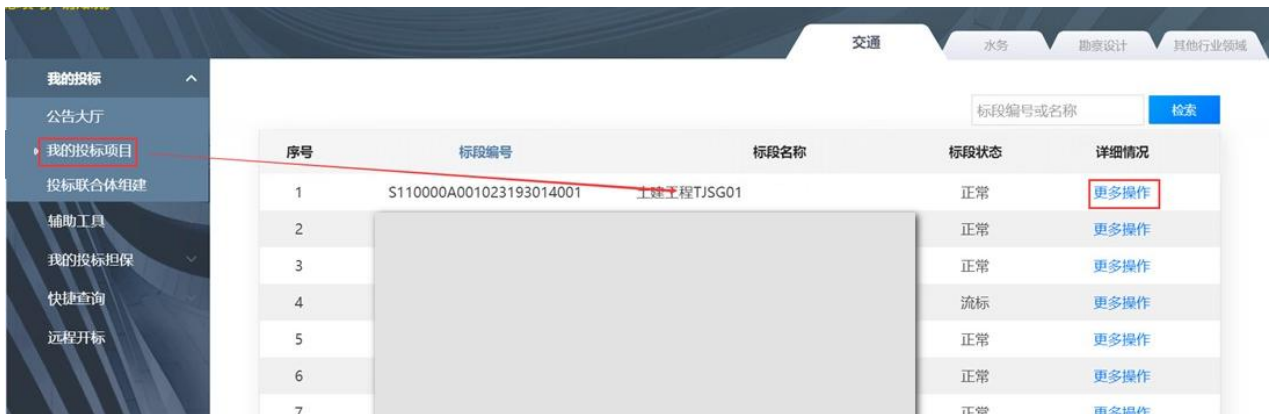 交通
水务
勘察设计
其他行业领域
我的投标
公告大厅
我的投标项目
投标联合体组建
辅助工具
我的投标担保
快捷查询
远程开标
标段编号或名称
检索
序号 标段编号 标段名称 标段状态 详细情况
1 S110000A001023193014001 土建工程TJSG01 正常 更多操作
2 正常 更多操作
3 正常 更多操作
4 流标 更多操作
5 正常 更多操作
6 正常 更多操作
7 正常 更多操作